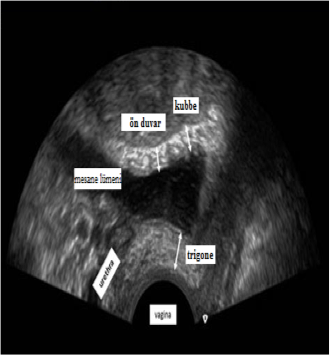 kubbe
ön duvar
mesane lümeni
trigone
urethra
vagina